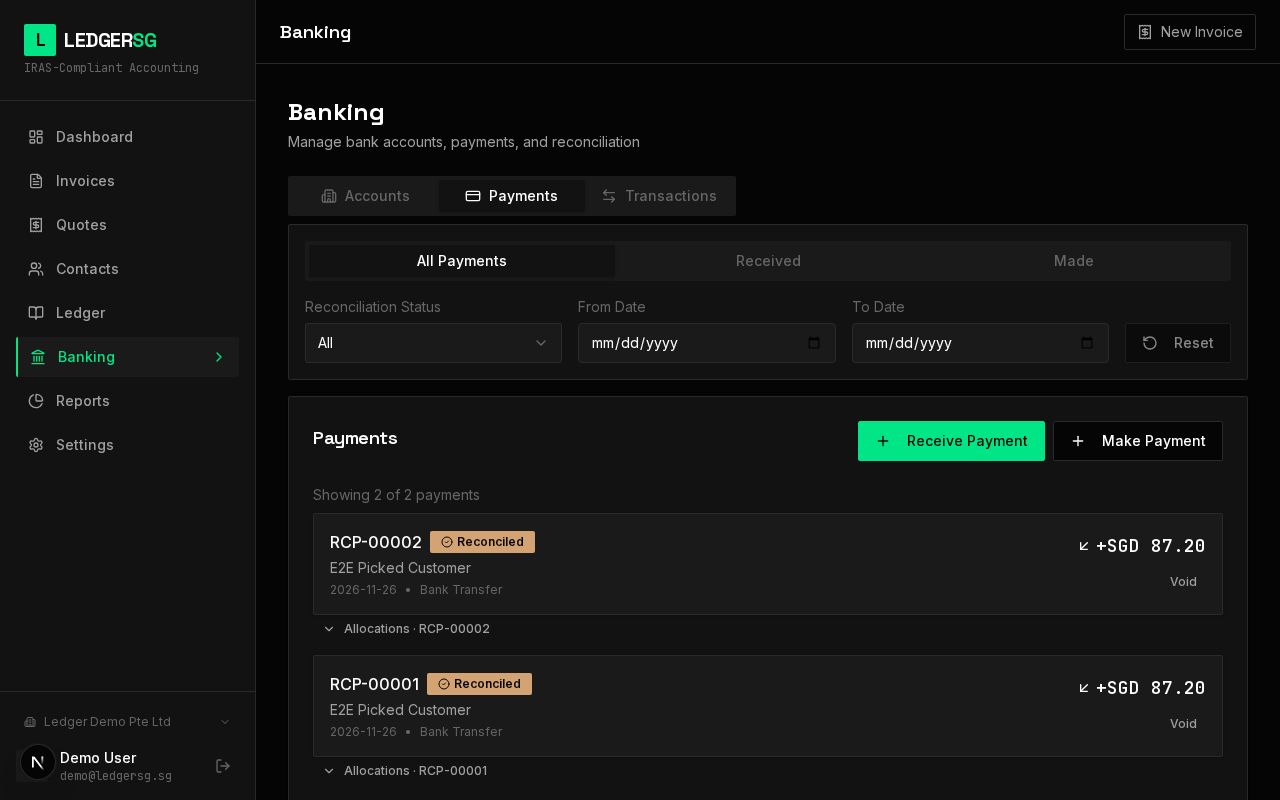 L LEDGERSG
IRAS-Compliant Accounting
Dashboard
Invoices
Quotes
Contacts
Ledger
Banking
Reports
Settings
Ledger Demo Pte Ltd
N
Demo User
demo@ledgersg.sg
Banking
New Invoice
Banking
Manage bank accounts, payments, and reconciliation
Accounts Payments Transactions
All Payments Received Made
Reconciliation Status From Date To Date
All mm/dd/yyyy mm/dd/yyyy Reset
Payments Receive Payment Make Payment
Showing 2 of 2 payments
RCP-00002 Reconciled +SGD 87.20
E2E Picked Customer
2026-11-26 • Bank Transfer Void
Allocations · RCP-00002
RCP-00001 Reconciled +SGD 87.20
E2E Picked Customer
2026-11-26 • Bank Transfer Void
Allocations · RCP-00001